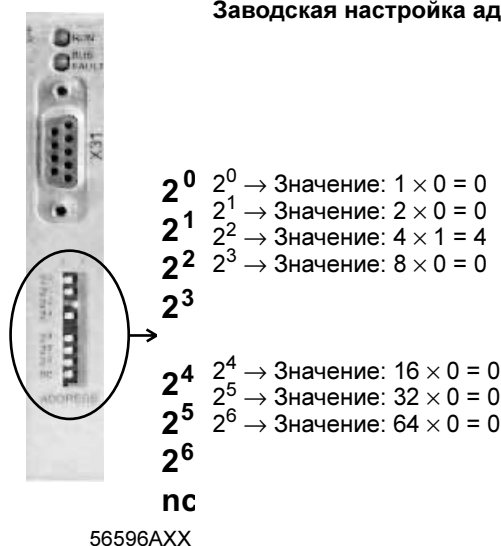 Заводская настройка ад
RUN
BUS
FAULT
X31
2⁰ 2⁰ → Значение: 1 × 0 = 0
2¹ 2¹ → Значение: 2 × 0 = 0
2² 2² → Значение: 4 × 1 = 4
2³ 2³ → Значение: 8 × 0 = 0
2⁴ 2⁴ → Значение: 16 × 0 = 0
2⁵ 2⁵ → Значение: 32 × 0 = 0
2⁶ 2⁶ → Значение: 64 × 0 = 0
nc
ADDRESS
56596AXX